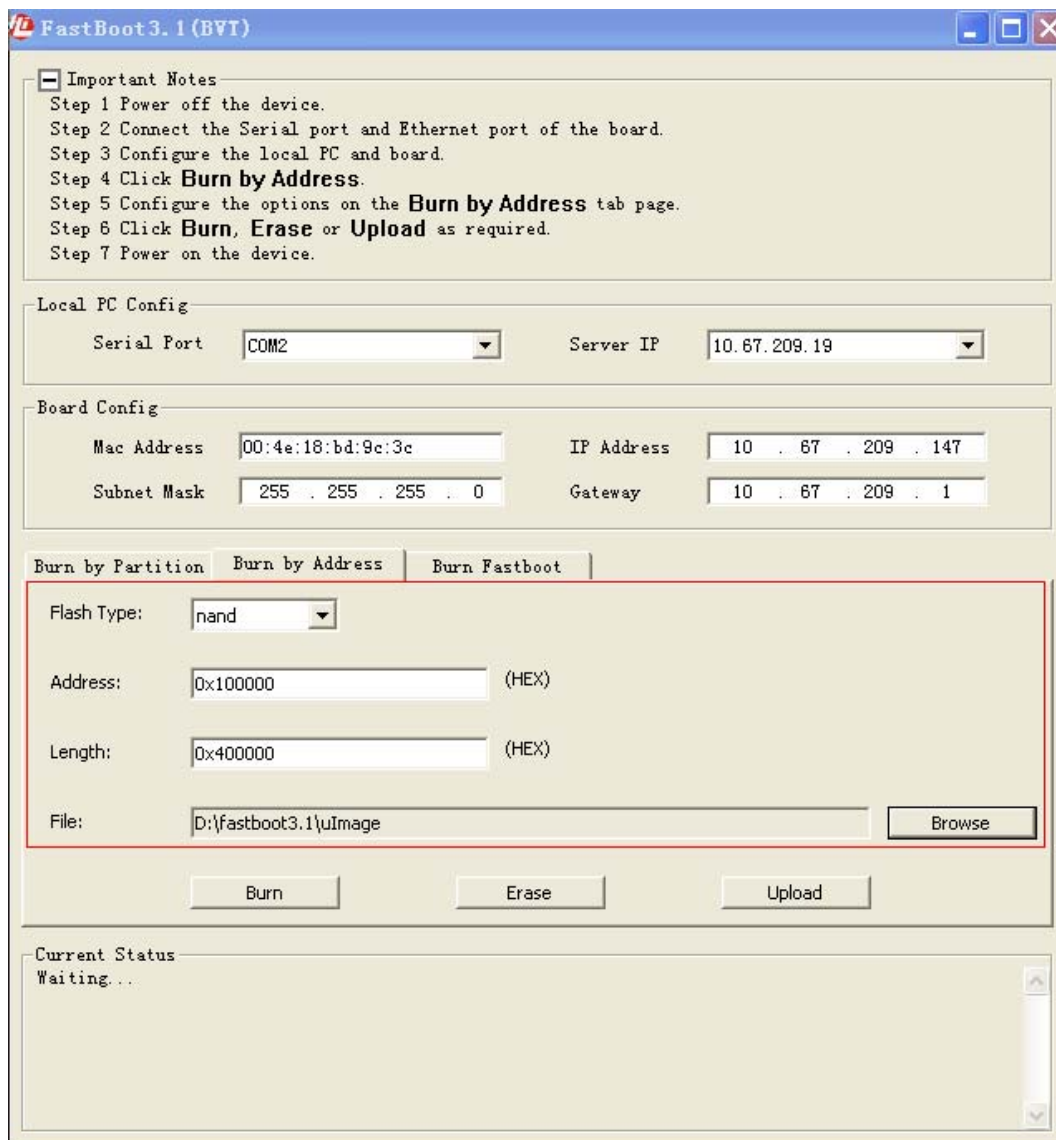 FastBoot3.1(BVT)
Important Notes
Step 1 Power off the device.
Step 2 Connect the Serial port and Ethernet port of the board.
Step 3 Configure the local PC and board.
Step 4 Click Burn by Address.
Step 5 Configure the options on the Burn by Address tab page.
Step 6 Click Burn, Erase or Upload as required.
Step 7 Power on the device.
Local PC Config
Serial Port COM2 Server IP 10.67.209.19
Board Config
Mac Address 00:4e:18:bd:9c:3c IP Address 10 . 67 . 209 . 147
Subnet Mask 255 . 255 . 255 . 0 Gateway 10 . 67 . 209 . 1
Burn by Partition Burn by Address Burn Fastboot
Flash Type: nand
Address: 0x100000 (HEX)
Length: 0x400000 (HEX)
File: D:\fastboot3.1\uImage Browse
Burn Erase Upload
Current Status
Waiting...